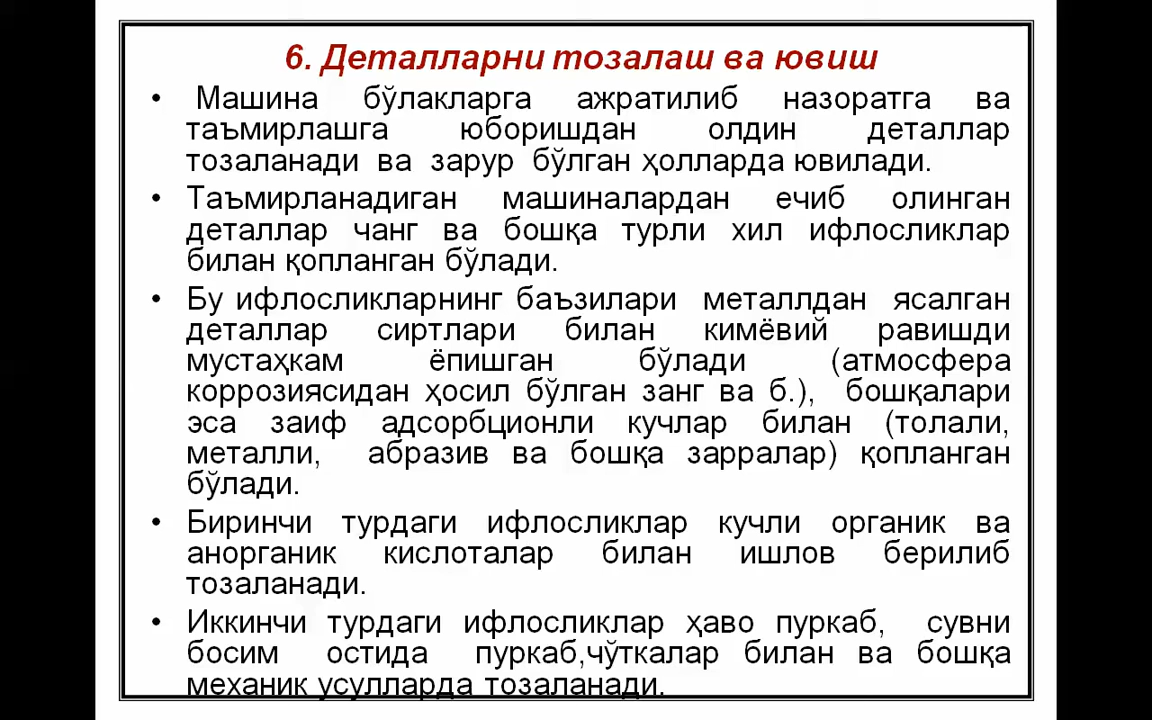 6. Деталларни тозалаш ва ювиш
• Машина бўлакларга ажратилиб назоратга ва
таъмирлашга юборишдан олдин деталлар
тозаланади ва зарур бўлган ҳолларда ювилади.
• Таъмирланадиган машиналардан ечиб олинган
деталлар чанг ва бошқа турли хил ифлосликлар
билан қопланган бўлади.
• Бу ифлосликларнинг баъзилари металлдан ясалган
деталлар сиртлари билан кимёвий равишди
мустаҳкам ёпишган бўлади (атмосфера
коррозиясидан ҳосил бўлган занг ва б.), бошқалари
эса заиф адсорбционли кучлар билан (толали,
металли, абразив ва бошқа зарралар) қопланган
бўлади.
• Биринчи турдаги ифлосликлар кучли органик ва
анорганик кислоталар билан ишлов берилиб
тозаланади.
• Иккинчи турдаги ифлосликлар ҳаво пуркаб, сувни
босим остида пуркаб,чўткалар билан ва бошқа
механик усулларда тозаланади.